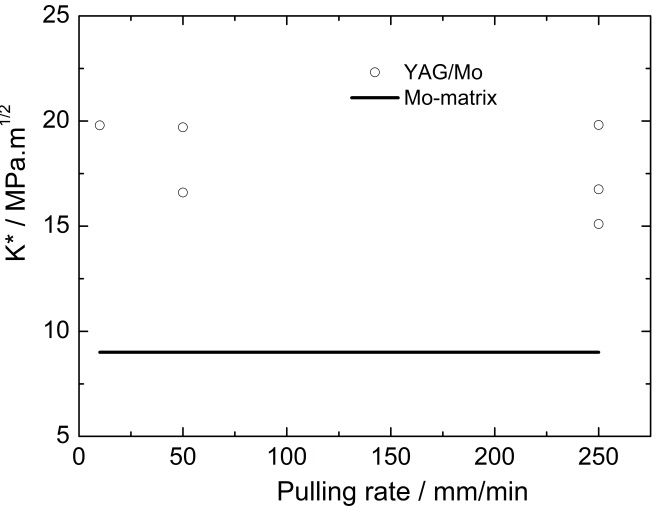 25
20
15
10
5
K* / MPa.m1/2
YAG/Mo
Mo-matrix
0 50 100 150 200 250
Pulling rate / mm/min